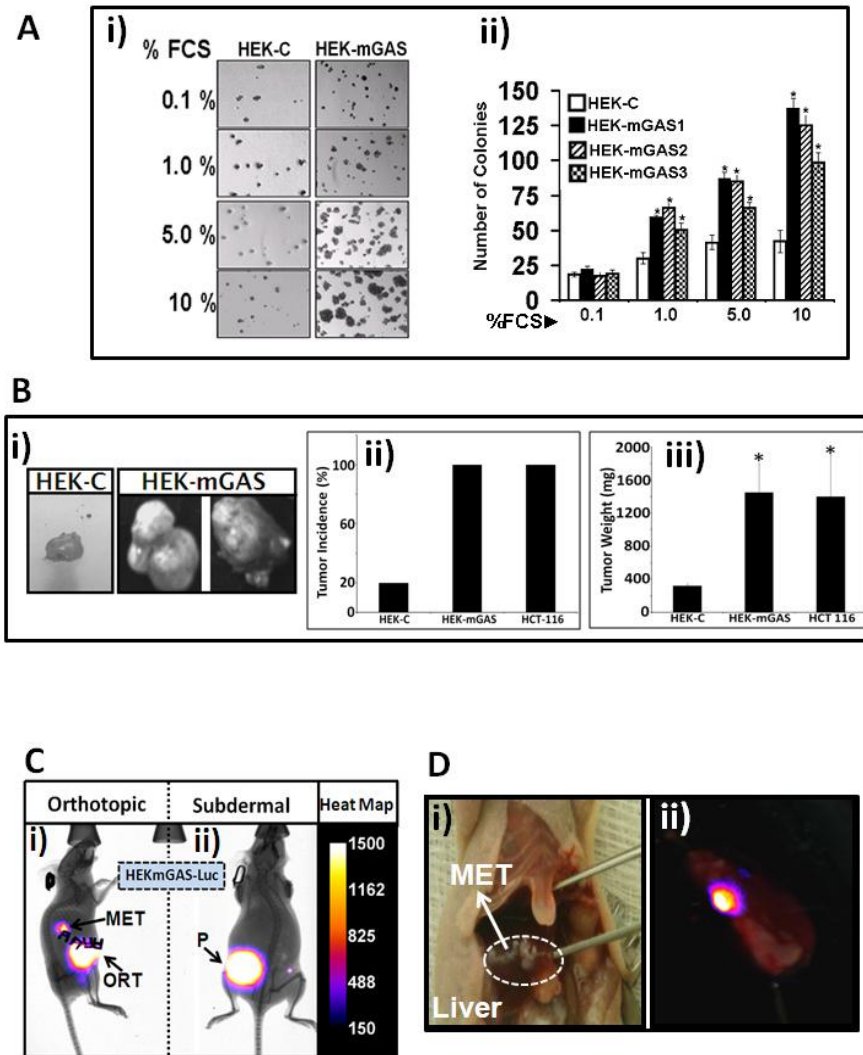 A
i)
% FCS HEK-C HEK-mGAS
0.1 %
1.0 %
5.0 %
10 %
ii)
Number of Colonies
150
125
100
75
50
25
00
HEK-C
HEK-mGAS1
HEK-mGAS2
HEK-mGAS3
* * * * * * * * *
%FCS► 0.1 1.0 5.0 10
B
i)
HEK-C HEK-mGAS
ii)
Tumor Incidence (%)
100
60
20
0
HEK-C HEK-mGAS HCT-116
iii)
Tumor Weight (mg)
2000
1600
1200
400
0
* *
HEK-C HEK-mGAS HCT 116
C
Orthotopic Subdermal Heat Map
i) ii)
HEKmGAS-Luc
MET
ORT
P
1500
1162
825
488
150
D
i) ii)
MET
Liver